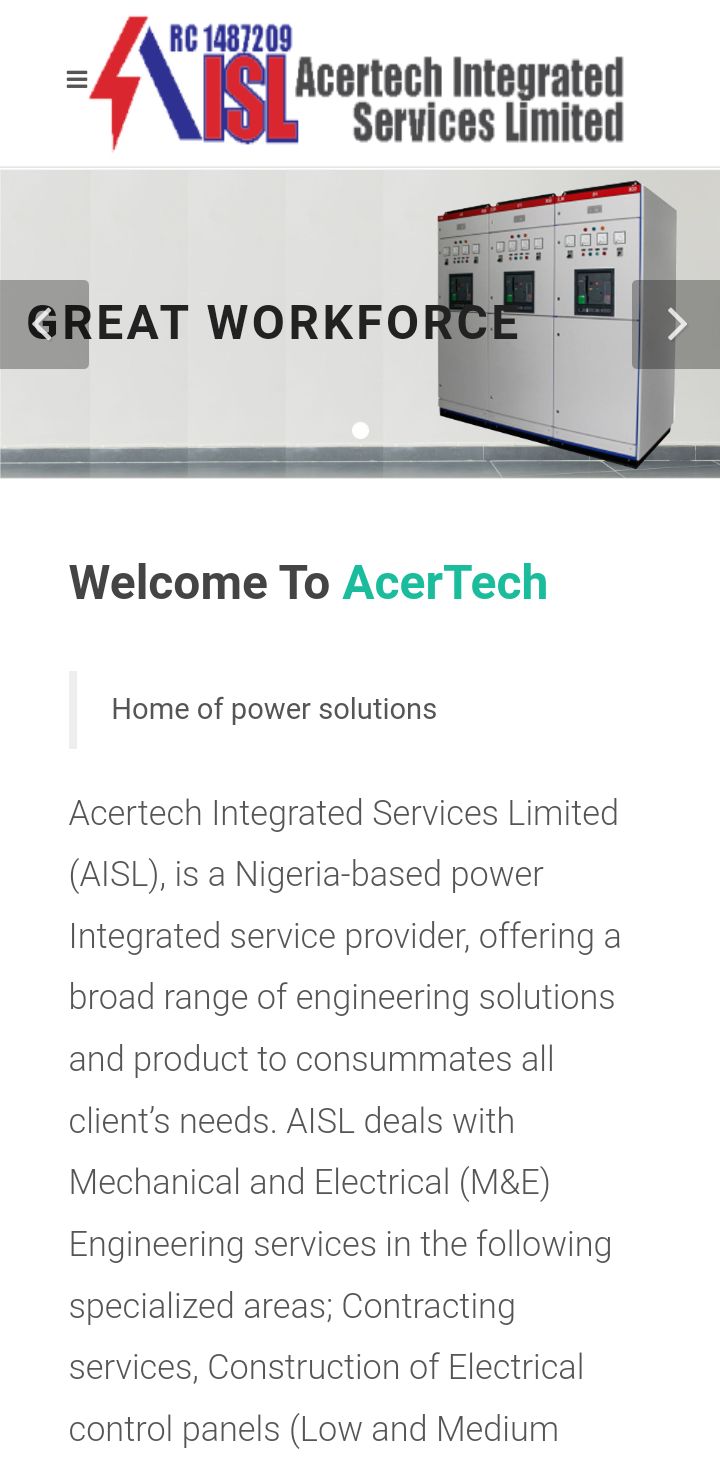 RC 1487209
AISL
Acertech Integrated
Services Limited
GREAT WORKFORCE
Welcome To AcerTech
Home of power solutions
Acertech Integrated Services Limited
(AISL), is a Nigeria-based power
Integrated service provider, offering a
broad range of engineering solutions
and product to consummates all
client’s needs. AISL deals with
Mechanical and Electrical (M&E)
Engineering services in the following
specialized areas; Contracting
services, Construction of Electrical
control panels (Low and Medium